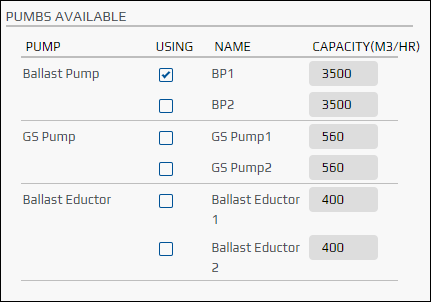 PUMBS AVAILABLE
PUMP USING NAME CAPACITY(M3/HR)
Ballast Pump BP1 3500
BP2 3500
GS Pump GS Pump1 560
GS Pump2 560
Ballast Eductor Ballast Eductor 400
1
Ballast Eductor 400
2